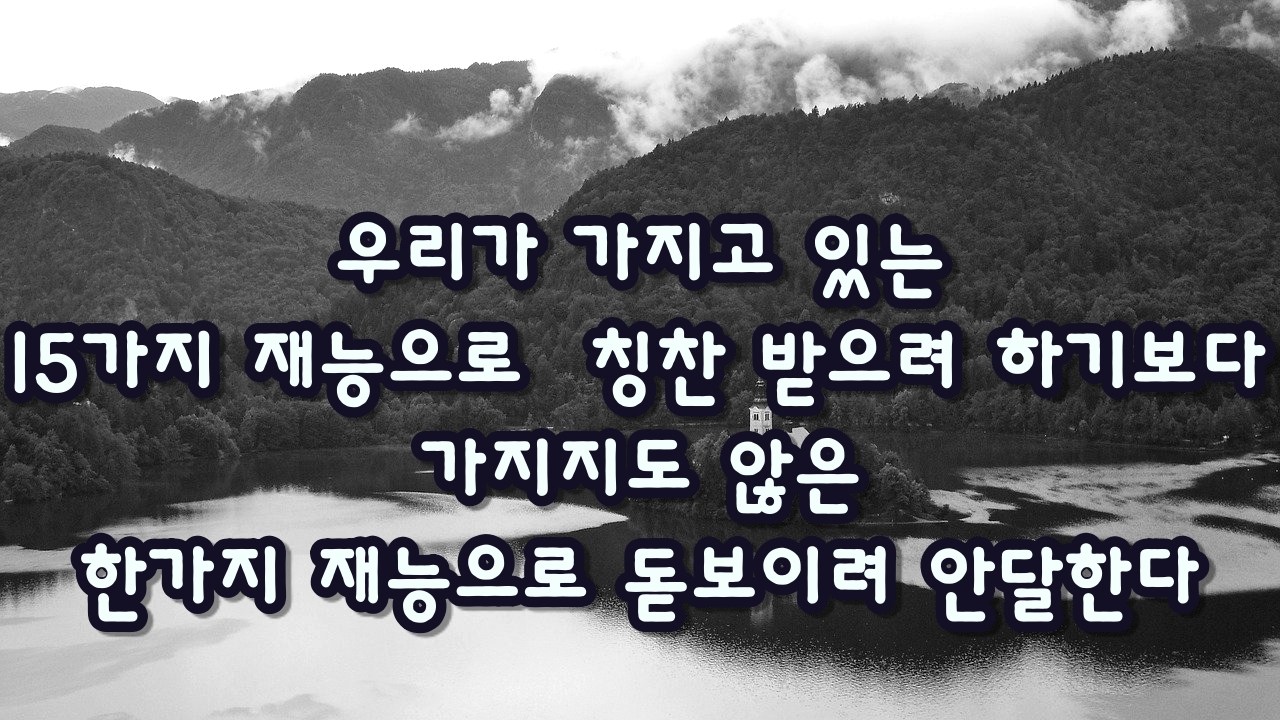 우리가 가지고 있는
15가지 재능으로 칭찬 받으려 하기보다
가지지도 않은
한가지 재능으로 돋보이려 안달한다